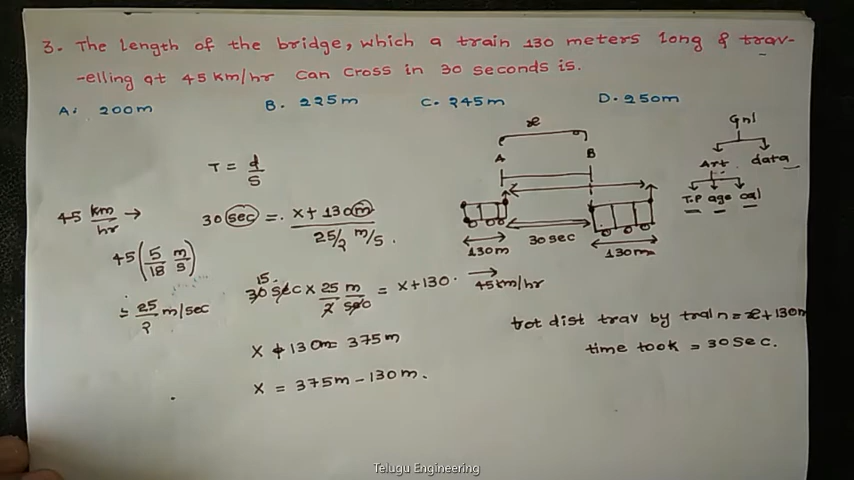 3. The length of the bridge, which a train 130 meters long & trav-
-elling at 45 km/hr can cross in 30 seconds is.
A. 200m B. 225m C. 245m D. 250m
x
A B
Gnl
Art. data
T.P age cal
T = d/s
45 km/hr →
30 sec = x+130m / 25/2 m/s.
130m 30 sec 130m
45(5/18 m/s)
15
30 sec x 25/2 m/sec = x+130. → 45km/hr
= 25/2 m/sec
tot dist trav by train = x+130m
x + 130m = 375m
time took = 30 sec.
x = 375m - 130m.
Telugu Engineering